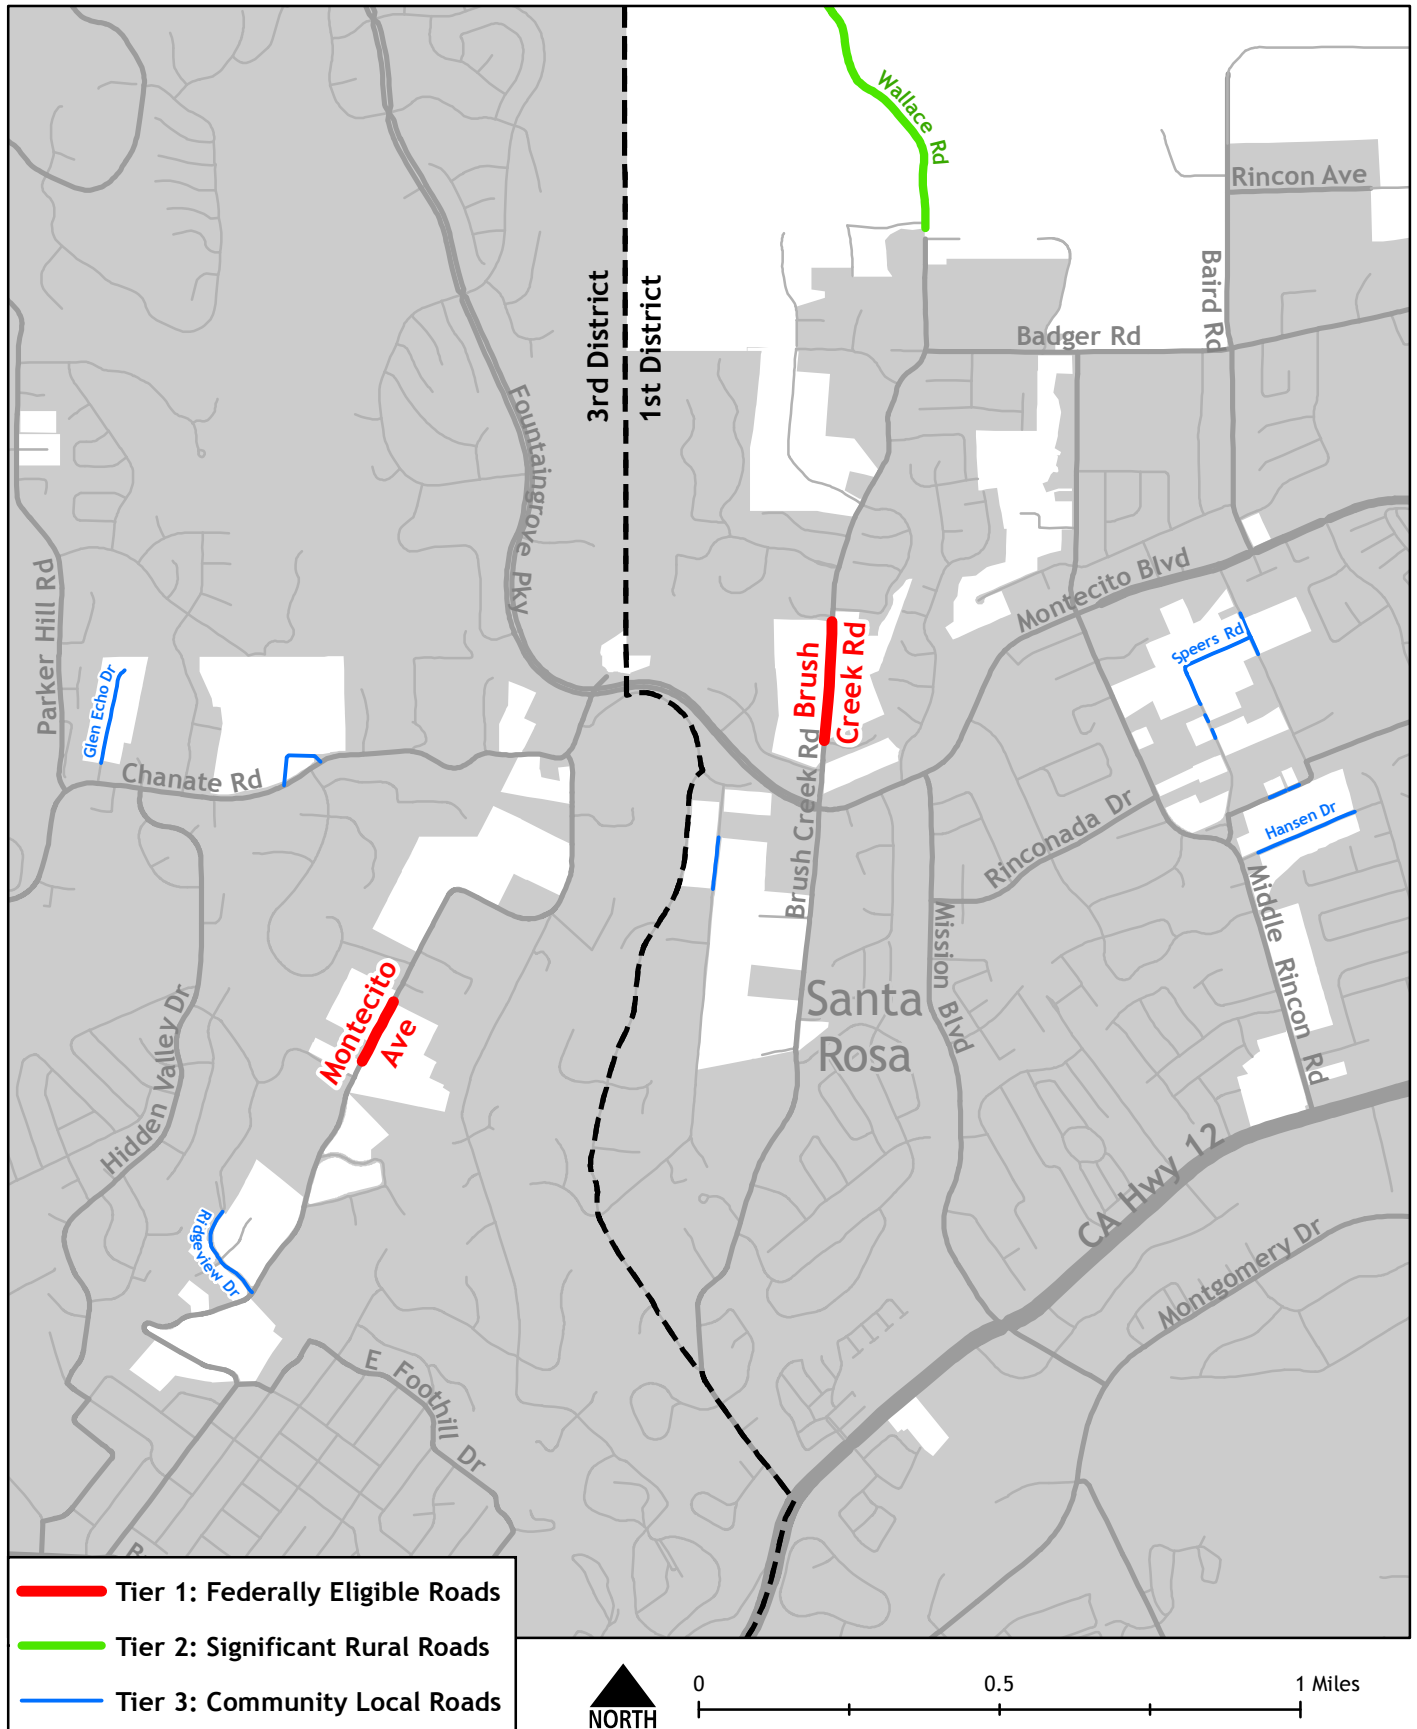 Wallace Rd
Rincon Ave
Baird Rd
Badger Rd
3rd District
1st District
Fountaingrove Pky
Montecito Blvd
Parker Hill Rd
Speers Rd
Brush
Creek Rd
Glen Echo Dr
Chanate Rd
Brush Creek Rd
Rinconada Dr
Hansen Dr
Middle Rincon Rd
Mission Blvd
Montecito
Ave
Santa
Rosa
Hidden Valley Dr
CA Hwy 12
Ridgeview Dr
Montgomery Dr
E Foothill Dr
Tier 1: Federally Eligible Roads
Tier 2: Significant Rural Roads
Tier 3: Community Local Roads
NORTH
0 0.5 1 Miles